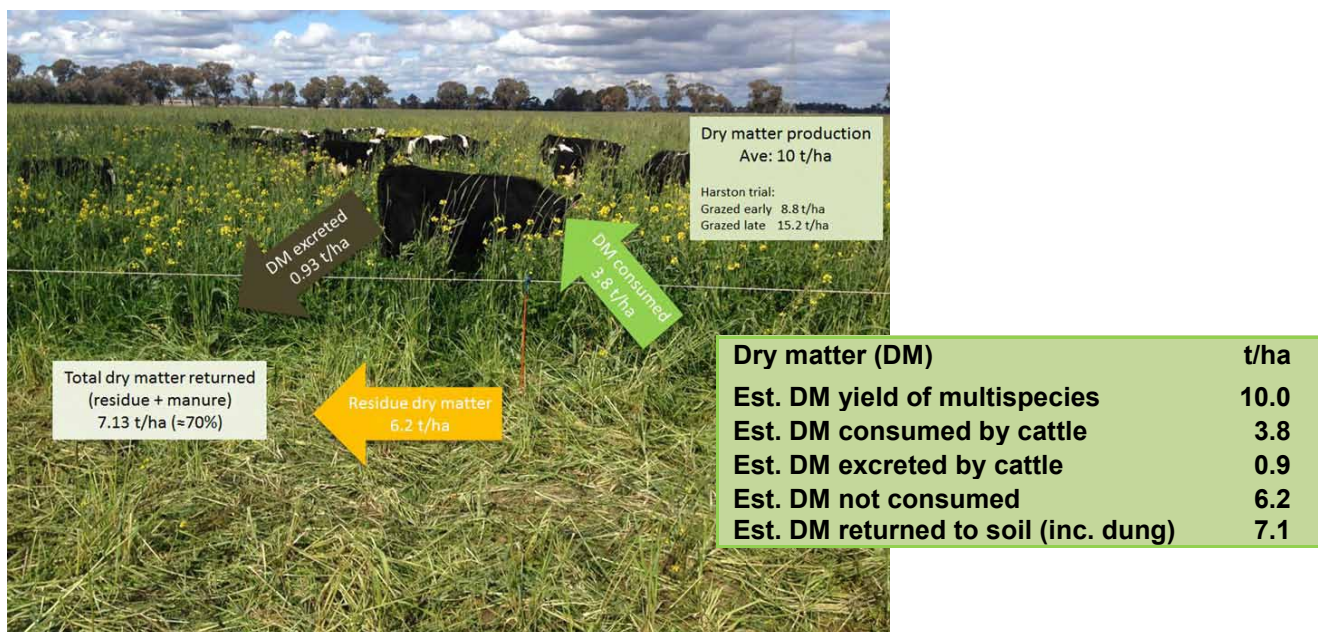 Dry matter production
Ave: 10 t/ha
Harston trial:
Grazed early 8.8 t/ha
Grazed late 15.2 t/ha
DM excreted
0.93 t/ha
DM consumed
3.8 t/ha
Total dry matter returned
(residue + manure)
7.13 t/ha (≈70%)
Residue dry matter
6.2 t/ha
Dry matter (DM) t/ha
Est. DM yield of multispecies 10.0
Est. DM consumed by cattle 3.8
Est. DM excreted by cattle 0.9
Est. DM not consumed 6.2
Est. DM returned to soil (inc. dung) 7.1